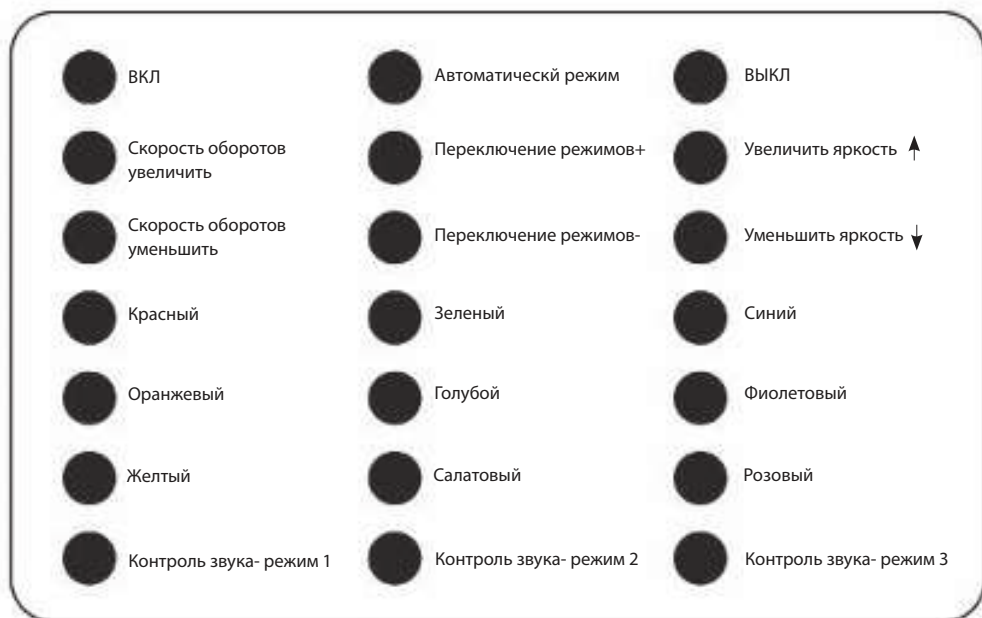 ВКЛ
Автоматическй режим
ВЫКЛ
Скорость оборотов
увеличить
Переключение режимов+
Увеличить яркость ↑
Скорость оборотов
уменьшить
Переключение режимов-
Уменьшить яркость ↓
Красный
Зеленый
Синий
Оранжевый
Голубой
Фиолетовый
Желтый
Салатовый
Розовый
Контроль звука- режим 1
Контроль звука- режим 2
Контроль звука- режим 3